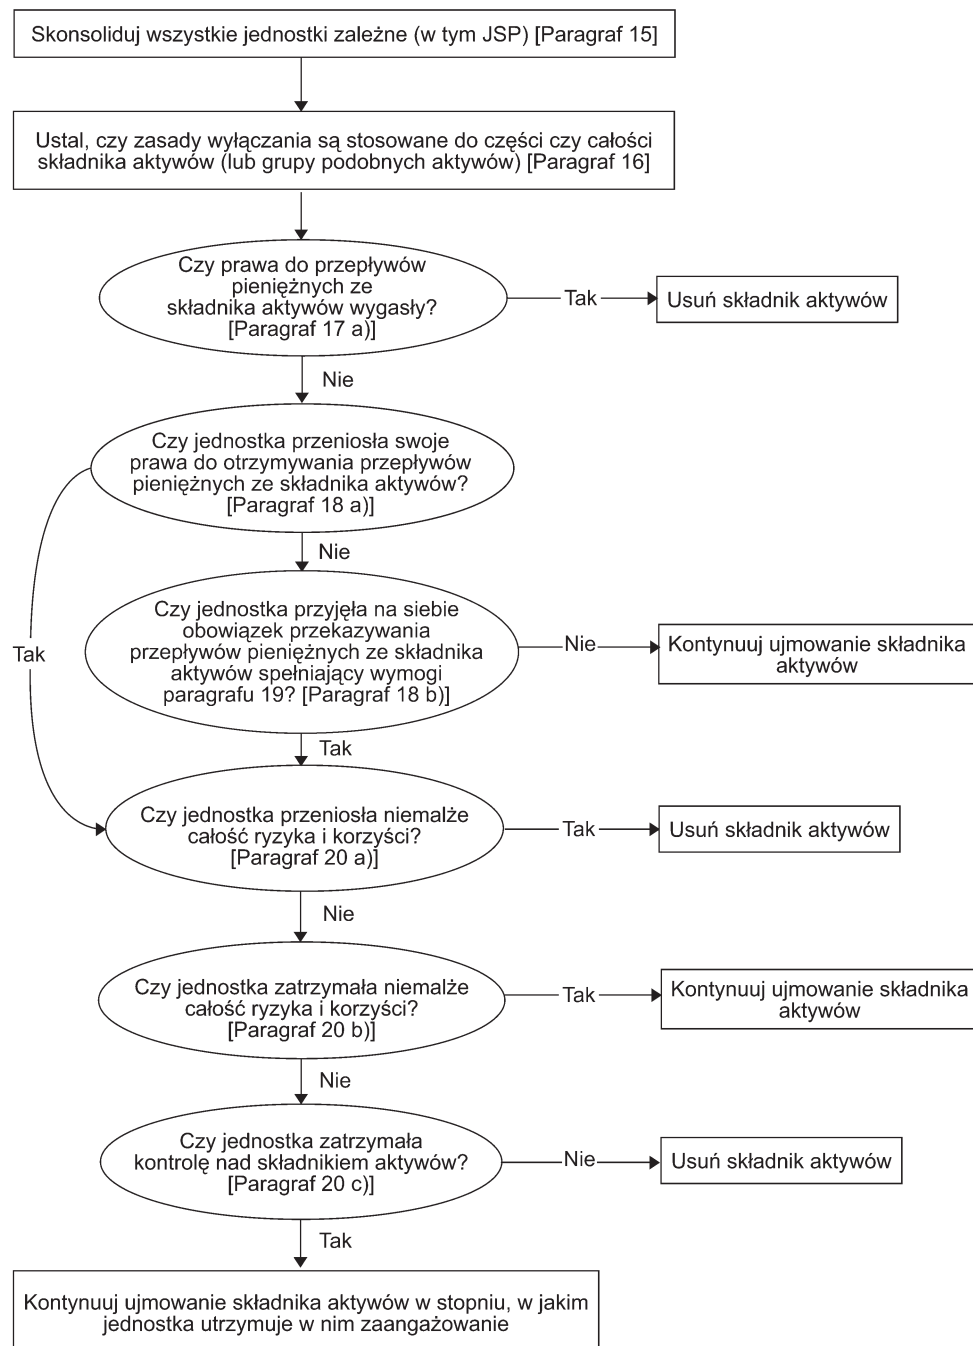 Skonsoliduj wszystkie jednostki zależne (w tym JSP) [Paragraf 15]
Ustal, czy zasady wyłączania są stosowane do części czy całości
składnika aktywów (lub grupy podobnych aktywów) [Paragraf 16]
Czy prawa do przepływów
pieniężnych ze
składnika aktywów wygasły?
[Paragraf 17 a)]
Tak
Usuń składnik aktywów
Nie
Czy jednostka przeniosła swoje
prawa do otrzymywania przepływów
pieniężnych ze składnika aktywów?
[Paragraf 18 a)]
Nie
Czy jednostka przyjęła na siebie
obowiązek przekazywania
przepływów pieniężnych ze składnika
aktywów spełniający wymogi
paragrafu 19? [Paragraf 18 b)]
Nie
Kontynuuj ujmowanie składnika
aktywów
Tak
Tak
Czy jednostka przeniosła niemalże
całość ryzyka i korzyści?
[Paragraf 20 a)]
Tak
Usuń składnik aktywów
Nie
Czy jednostka zatrzymała niemalże
całość ryzyka i korzyści?
[Paragraf 20 b)]
Tak
Kontynuuj ujmowanie składnika
aktywów
Nie
Czy jednostka zatrzymała
kontrolę nad składnikiem aktywów?
[Paragraf 20 c)]
Nie
Usuń składnik aktywów
Tak
Kontynuuj ujmowanie składnika aktywów w stopniu, w jakim
jednostka utrzymuje w nim zaangażowanie